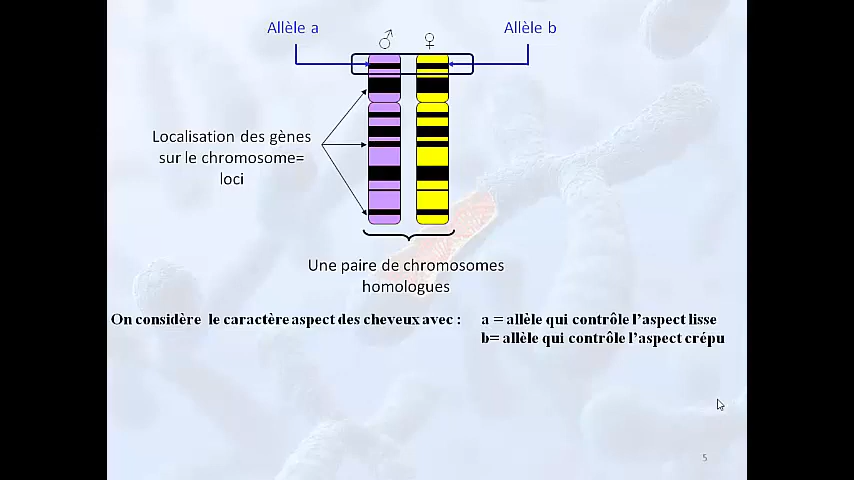 Allèle a
Allèle b
♂ ♀
Localisation des gènes
sur le chromosome=
loci
Une paire de chromosomes
homologues
On considère le caractère aspect des cheveux avec : a = allèle qui contrôle l’aspect lisse
b= allèle qui contrôle l’aspect crépu
5